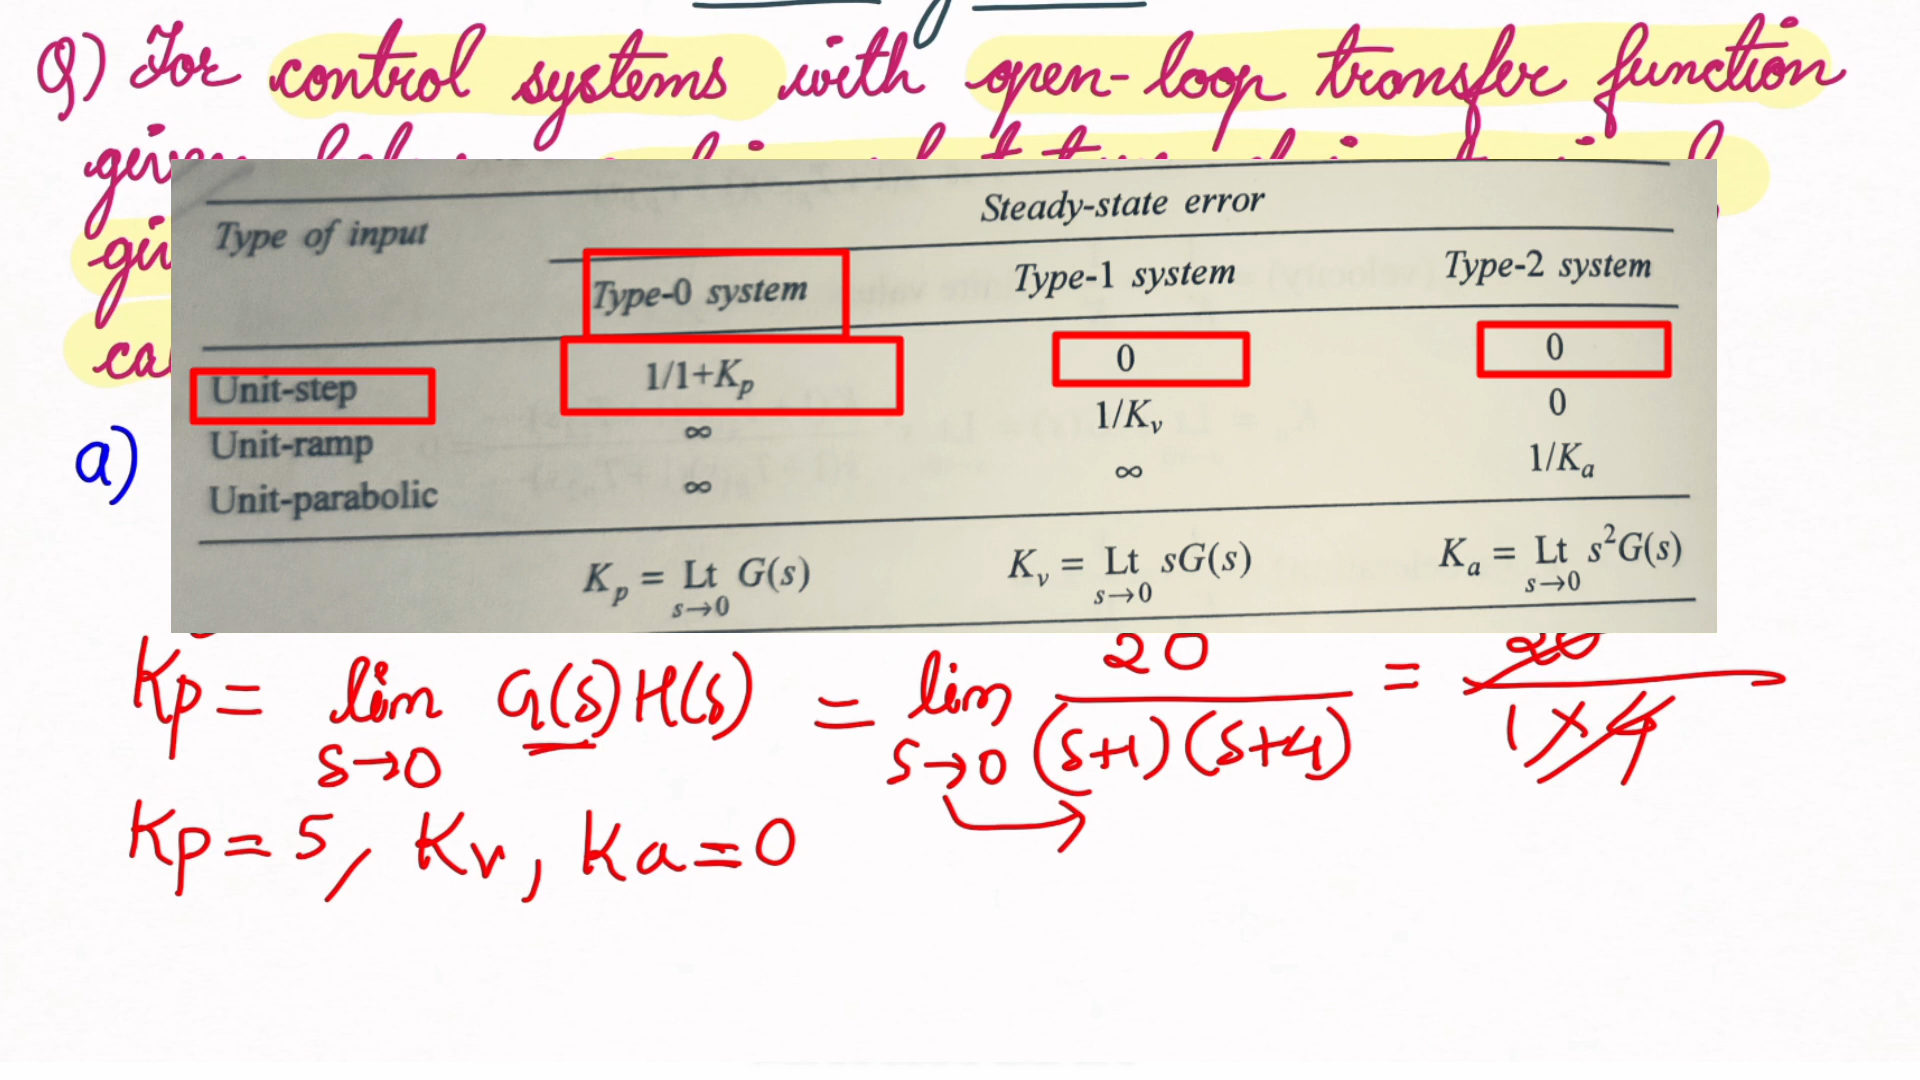 Q) For control systems with open-loop transfer function
Type of input
Steady-state error
Type-0 system
Type-1 system
Type-2 system
Unit-step 1/1+Kₚ 0 0
Unit-ramp ∞ 1/Kᵥ 0
Unit-parabolic ∞ ∞ 1/Kₐ
Kₚ = Lt s→0 G(s)
Kᵥ = Lt s→0 sG(s)
Kₐ = Lt s→0 s²G(s)
a)
Kp = lim s→0 G(s)H(s) = lim s→0 20/(s+1)(s+4) = 20/1×4
Kp = 5, Kv, Ka = 0